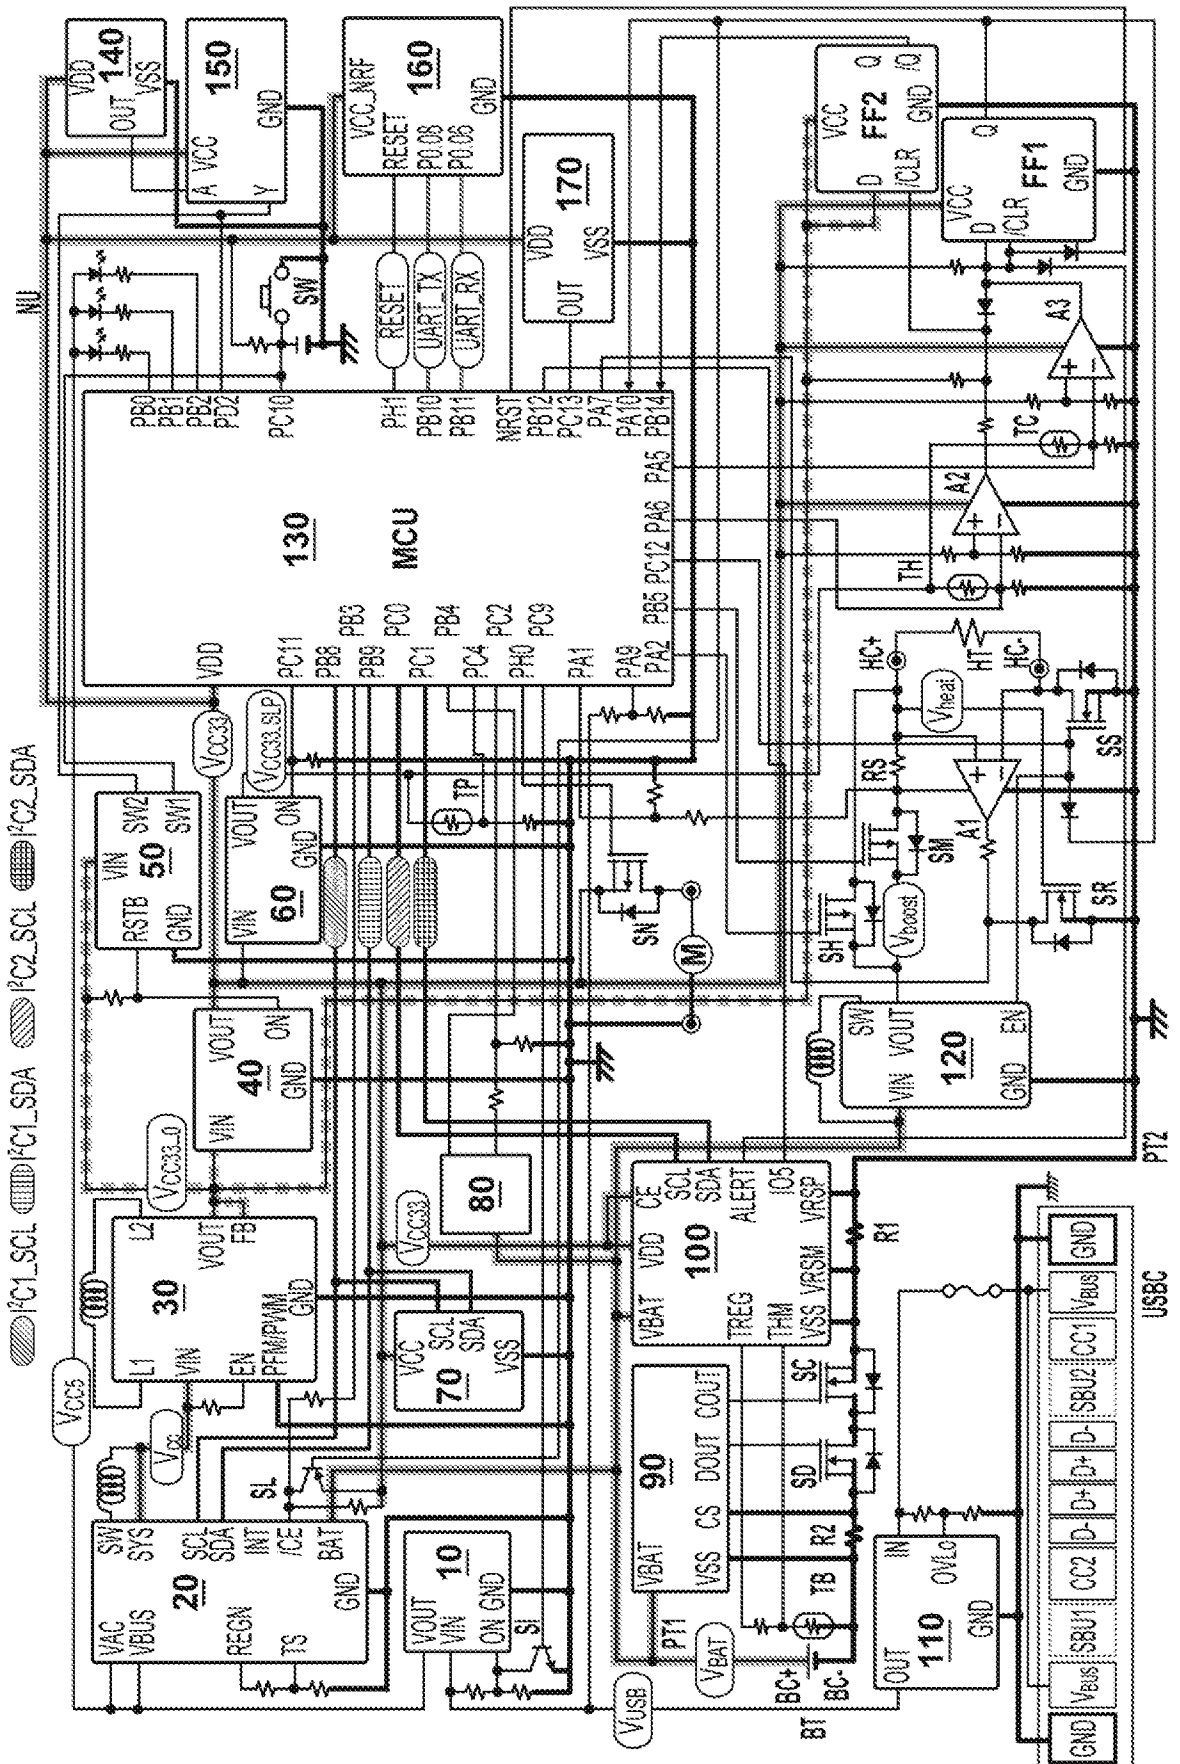 I²C1_SCL I²C1_SDA I²C2_SCL I²C2_SDA
NU
140
VDD
OUT
VSS
150
A
VCC
Y
GND
160
VCC_NRF
RESET
P0.08
P0.06
GND
170
VDD
OUT
VSS
FF2
VCC
D
Q
/CLR
/Q
GND
FF1
VCC
D
Q
/CLR
GND
SW
RESET
UART_TX
UART_RX
130
MCU
PB0
PB1
PB2
PD2
PC10
PH1
PB10
PB11
NRST
PB12
PC13
PA7
PA10
PB14
VDD
PC11
PB8
PB3
PB9
PC0
PC1
PB4
PC4
PC2
PH0
PC9
PA1
PA9
PA2
PB5
PC12
PA6
PA5
A3
TC
A2
TH
HC+
HT
HC-
Vheat
RS
SS
A1
SM
SH
Vboost
SR
VCC33
VCC33_SLP
50
VIN
SW2
SW1
RSTB
GND
60
VOUT
ON
VIN
GND
TP
SN
M
40
VOUT
ON
VIN
GND
VCC33_0
30
L2
L1
VOUT
FB
VIN
EN
PFM/PWM
GND
VCC5
VCC
20
SW
SYS
SCL
SDA
INT
/CE
BAT
VAC
VBUS
REGN
TS
GND
SL
70
VCC
SCL
SDA
VSS
VCC33
80
10
VOUT
VIN
ON
GND
SI
100
CE
SCL
SDA
ALERT
IO5
VDD
VBAT
TREG
THM
VRSP
VRSM
VSS
R1
PT2
120
SW
VOUT
VIN
EN
GND
90
VBAT
VSS
CS
DOUT
COUT
SC
SD
R2
TB
PT1
VBAT
BC+
BC-
BT
VUSB
110
IN
OVLo
OUT
GND
USBC
GND
VBUS
CC1
SBU2
D-
D+
D+
D-
CC2
SBU1
VBUS
GND